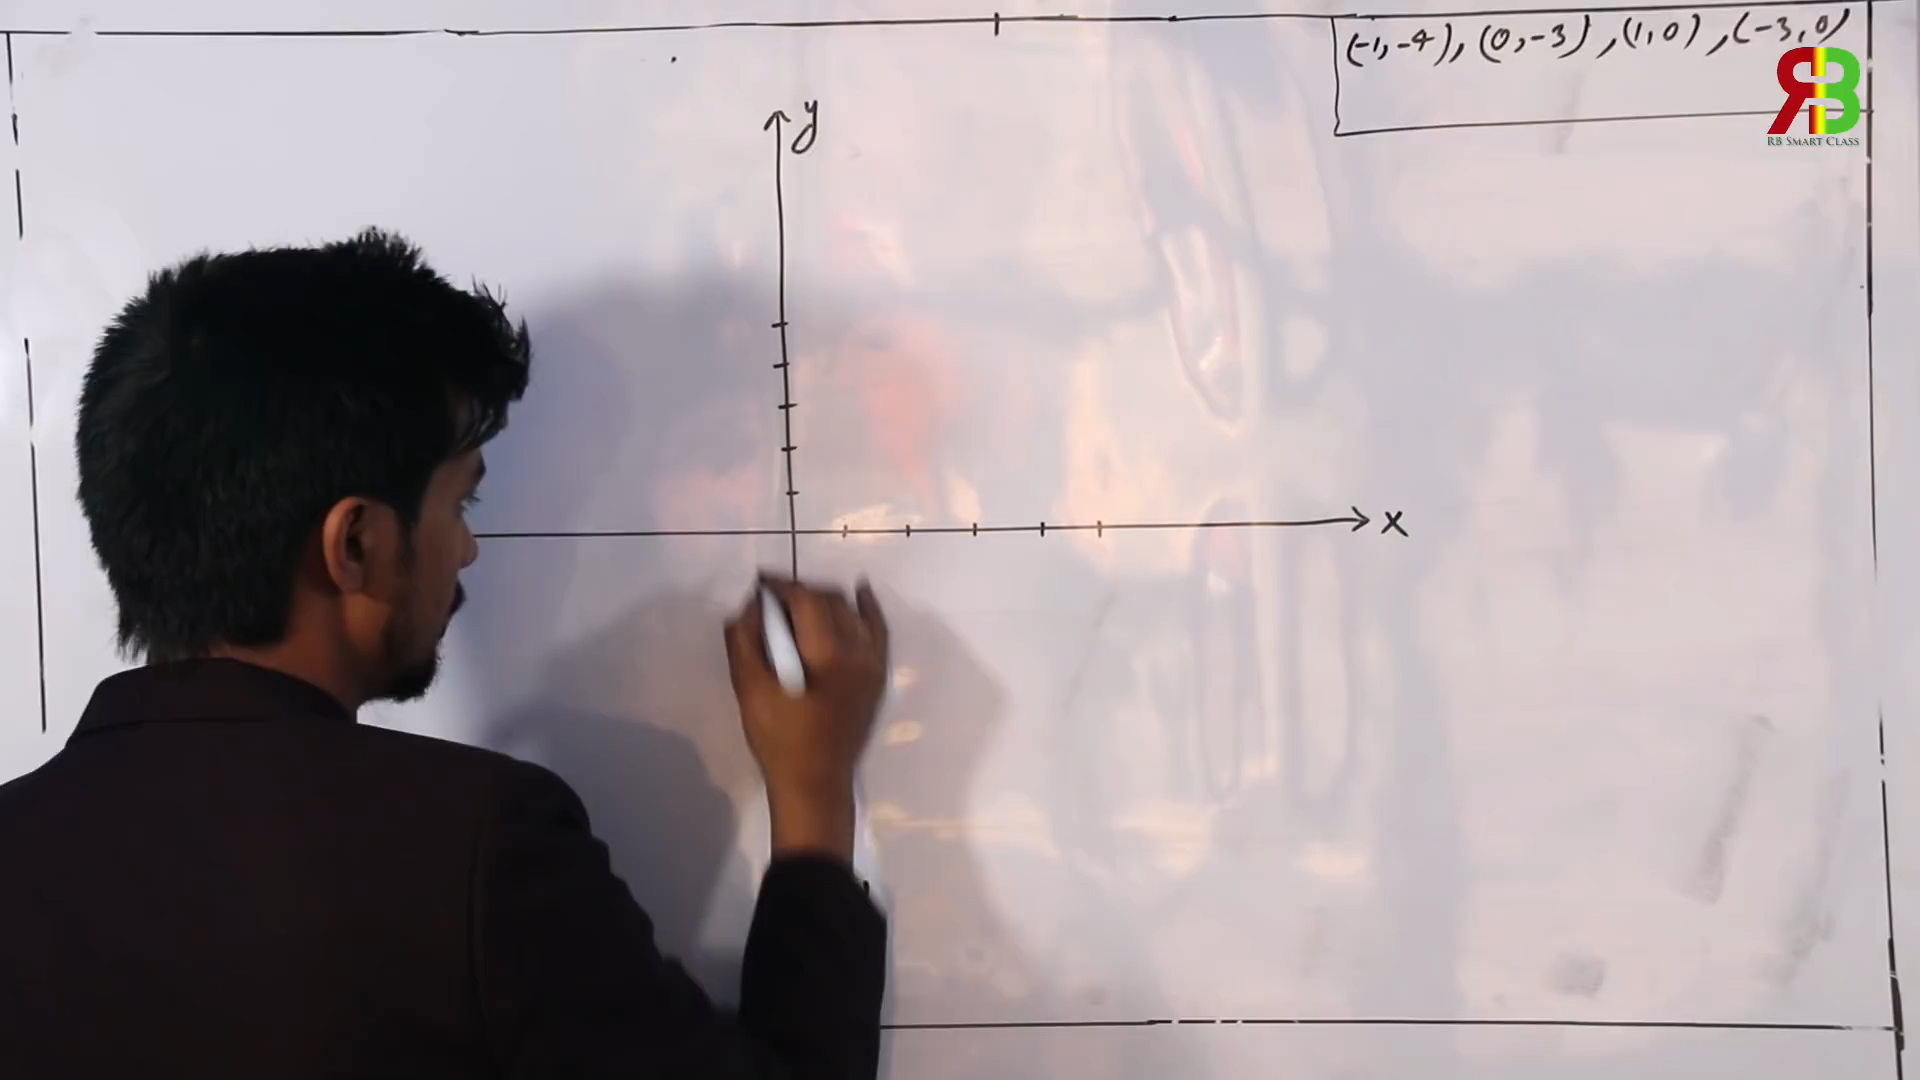 (-1,-4), (0,-3), (1,0), (-3,0)
RB
RB SMART CLASS
y
x